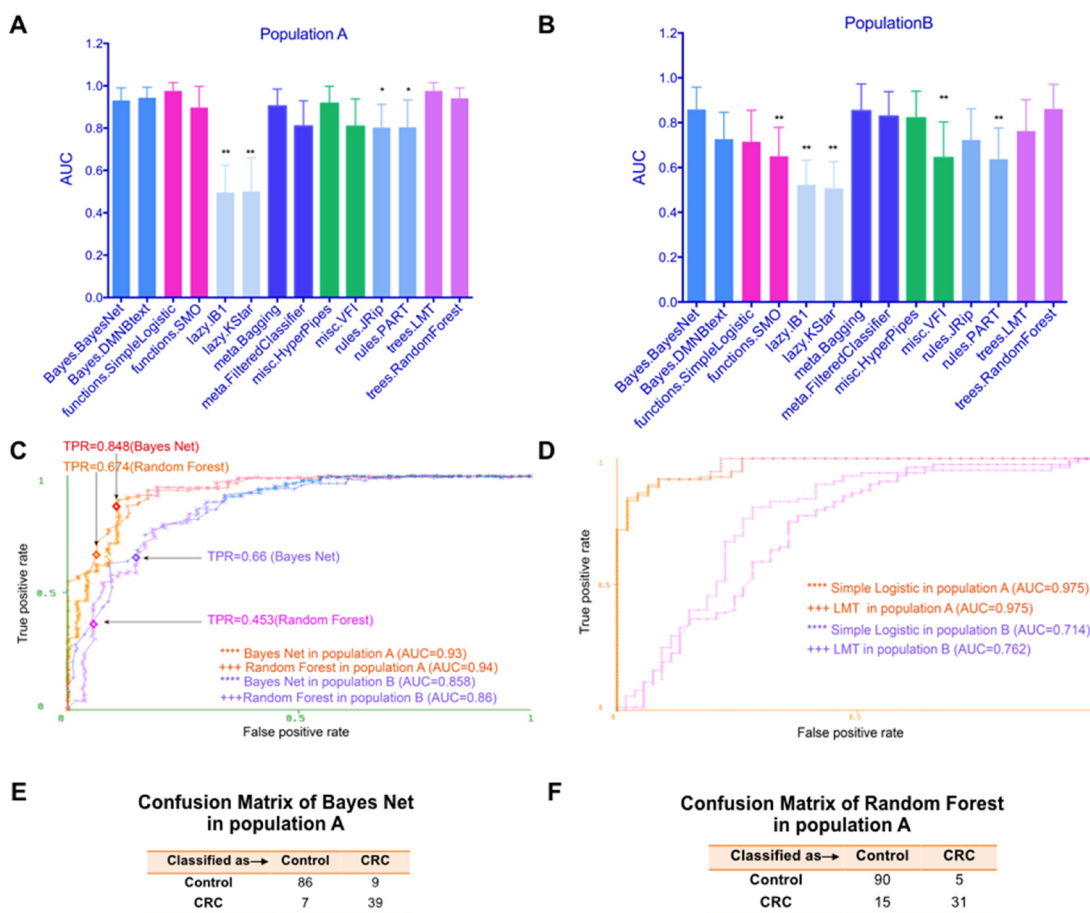 A
Population A
AUC
1.2
1.0
0.8
0.6
0.4
0.2
0.0
**
**
*
*
Bayes.BayesNet
Bayes.DMNBtext
functions.SimpleLogistic
functions.SMO
lazy.IB1
lazy.KStar
meta.Bagging
meta.FilteredClassifier
misc.HyperPipes
misc.VFI
rules.JRip
rules.PART
trees.LMT
trees.RandomForest
B
PopulationB
AUC
1.2
1.0
0.8
0.6
0.4
0.2
0.0
**
**
**
**
**
Bayes.BayesNet
Bayes.DMNBtext
functions.SimpleLogistic
functions.SMO
lazy.IB1
lazy.KStar
meta.Bagging
meta.FilteredClassifier
misc.HyperPipes
misc.VFI
rules.JRip
rules.PART
trees.LMT
trees.RandomForest
C
TPR=0.848(Bayes Net)
TPR=0.674(Random Forest)
1
TPR=0.66 (Bayes Net)
0.5
TPR=0.453(Random Forest)
True positive rate
**** Bayes Net in population A (AUC=0.93)
+++ Random Forest in population A (AUC=0.94)
**** Bayes Net in population B (AUC=0.858)
+++Random Forest in population B (AUC=0.86)
0
0
0.5
1
False positive rate
D
1
True positive rate
0.5
**** Simple Logistic in population A (AUC=0.975)
+++ LMT in population A (AUC=0.975)
**** Simple Logistic in population B (AUC=0.714)
+++ LMT in population B (AUC=0.762)
0
0
0.5
False positive rate
E
Confusion Matrix of Bayes Net
in population A
Classified as→ Control CRC
Control 86 9
CRC 7 39
F
Confusion Matrix of Random Forest
in population A
Classified as→ Control CRC
Control 90 5
CRC 15 31